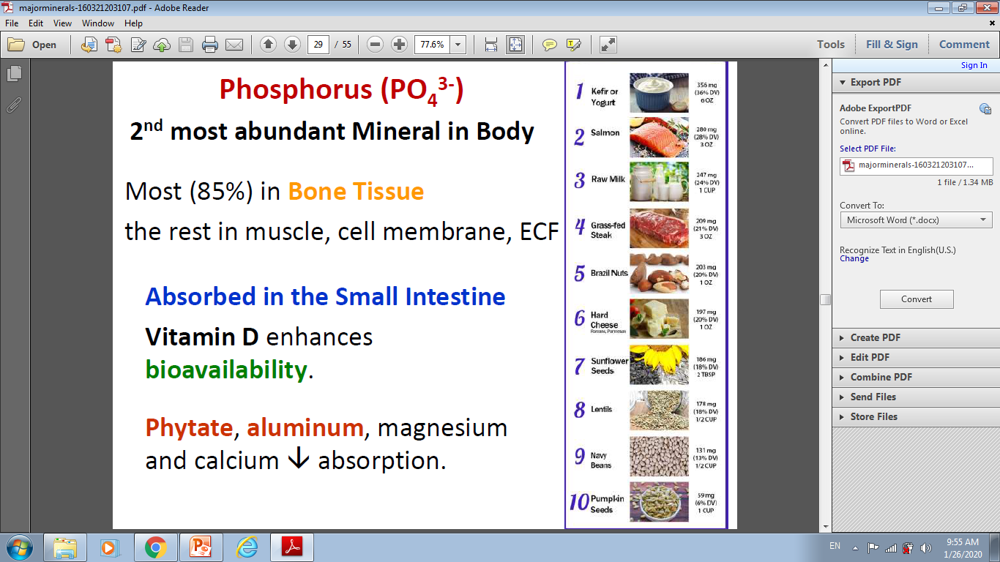 majorminerals-160321203107.pdf - Adobe Reader
File Edit View Window Help
Open 29 / 55 77.6% Tools Fill & Sign Comment
Phosphorus (PO₄³⁻)
2nd most abundant Mineral in Body
Most (85%) in Bone Tissue
the rest in muscle, cell membrane, ECF
Absorbed in the Small Intestine
Vitamin D enhances
bioavailability.
Phytate, aluminum, magnesium
and calcium ↓ absorption.
1 Kefir or
Yogurt
356 mg
(36% DV)
6 OZ
2 Salmon
280 mg
(28% DV)
3 OZ
3 Raw Milk
247 mg
(24% DV)
1 CUP
4 Grass-fed
Steak
209 mg
(21% DV)
3 OZ
5 Brazil Nuts
203 mg
(20% DV)
1 OZ
6 Hard
Cheese
Romano, Parmesan
197 mg
(20% DV)
1 OZ
7 Sunflower
Seeds
186 mg
(18% DV)
2 TBSP
8 Lentils
178 mg
(18% DV)
1/2 CUP
9 Navy
Beans
131 mg
(13% DV)
1/2 CUP
10 Pumpkin
Seeds
59 mg
(6% DV)
1 CUP
Sign In
Export PDF
Adobe ExportPDF
Convert PDF files to Word or Excel
online.
Select PDF File:
majorminerals-160321203107...
1 file / 1.34 MB
Convert To:
Microsoft Word (*.docx)
Recognize Text in English(U.S.)
Change
Convert
Create PDF
Edit PDF
Combine PDF
Send Files
Store Files
EN
9:55 AM
1/26/2020